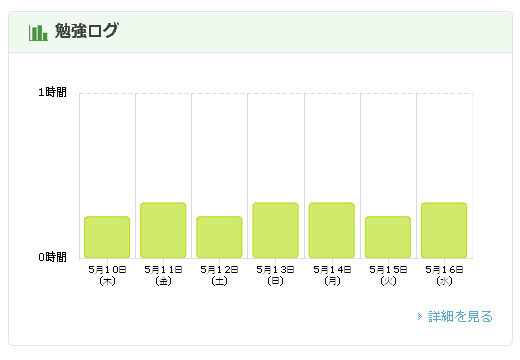 勉強ログ
1時間
0時間
5月10日 5月11日 5月12日 5月13日 5月14日 5月15日 5月16日
(木) (金) (土) (日) (月) (火) (水)
詳細を見る